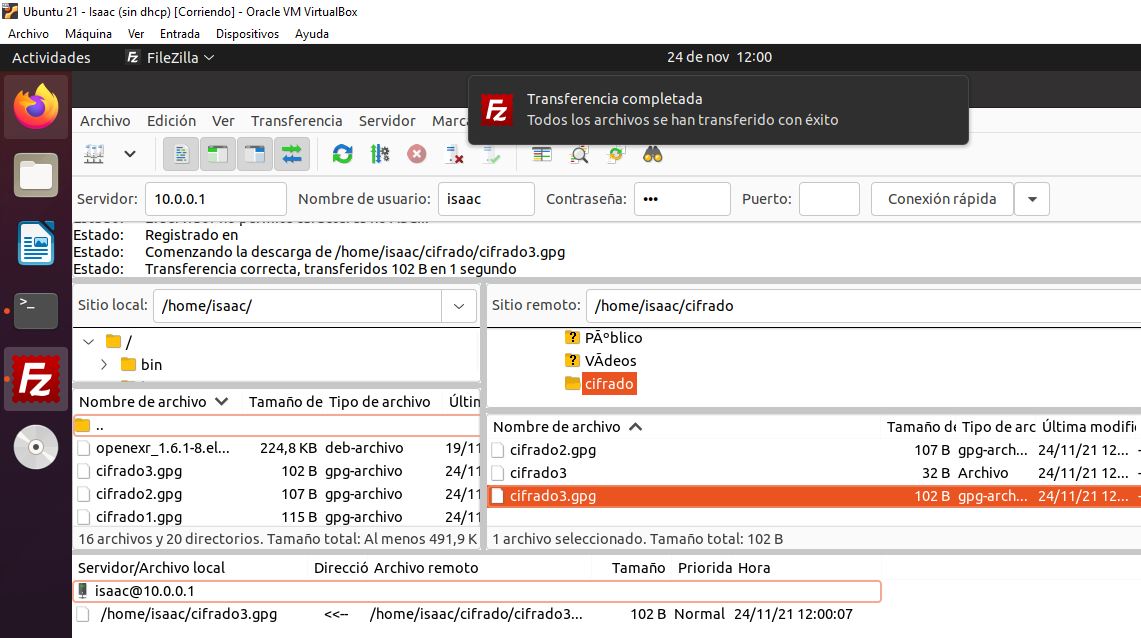 Ubuntu 21 - Isaac (sin dhcp) [Corriendo] - Oracle VM VirtualBox
Archivo Máquina Ver Entrada Dispositivos Ayuda
Actividades FileZilla 24 de nov 12:00
Transferencia completada
Todos los archivos se han transferido con éxito
Archivo Edición Ver Transferencia Servidor Marca
Servidor: 10.0.0.1 Nombre de usuario: isaac Contraseña: ••• Puerto: Conexión rápida
Estado: Registrado en
Estado: Comenzando la descarga de /home/isaac/cifrado/cifrado3.gpg
Estado: Transferencia correcta, transferidos 102 B en 1 segundo
Sitio local: /home/isaac/
/
bin
Nombre de archivo Tamaño de Tipo de archivo Últin
..
openexr_1.6.1-8.el... 224,8 KB deb-archivo 19/11
cifrado3.gpg 102 B gpg-archivo 24/11
cifrado2.gpg 107 B gpg-archivo 24/11
cifrado1.gpg 115 B gpg-archivo 24/11
16 archivos y 20 directorios. Tamaño total: Al menos 491,9 K
Sitio remoto: /home/isaac/cifrado
PÃºblico
VÃdeos
cifrado
Nombre de archivo Tamaño d Tipo de arc Última modifi
cifrado2.gpg 107 B gpg-arch... 24/11/21 12...
cifrado3 32 B Archivo 24/11/21 12...
cifrado3.gpg 102 B gpg-arch... 24/11/21 12...
1 archivo seleccionado. Tamaño total: 102 B
Servidor/Archivo local Direcció Archivo remoto Tamaño Priorida Hora
isaac@10.0.0.1
/home/isaac/cifrado3.gpg <<-- /home/isaac/cifrado/cifrado3... 102 B Normal 24/11/21 12:00:07